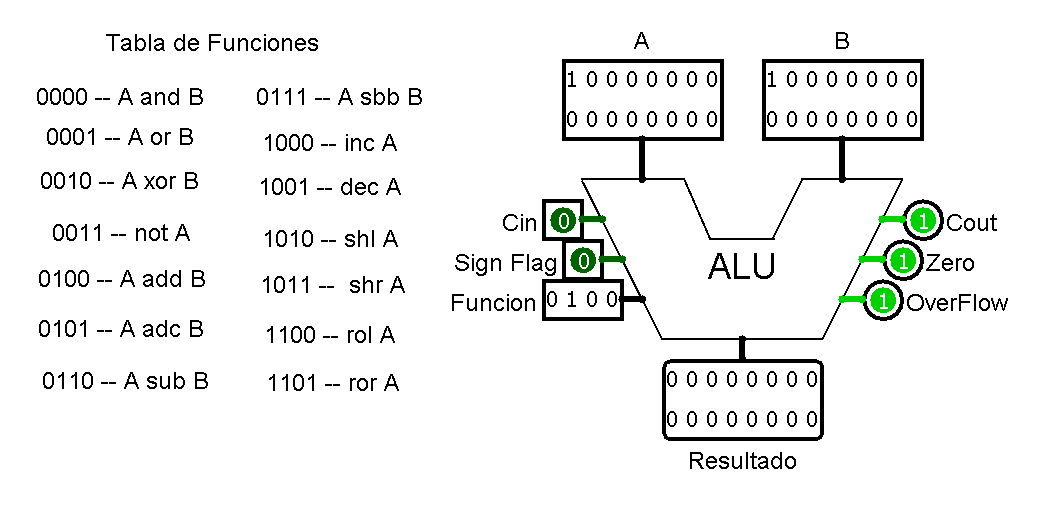 Tabla de Funciones
0000 -- A and B
0111 -- A sbb B
0001 -- A or B
1000 -- inc A
0010 -- A xor B
1001 -- dec A
0011 -- not A
1010 -- shl A
0100 -- A add B
1011 -- shr A
0101 -- A adc B
1100 -- rol A
0110 -- A sub B
1101 -- ror A
A
B
1 0 0 0 0 0 0 0
0 0 0 0 0 0 0 0
1 0 0 0 0 0 0 0
0 0 0 0 0 0 0 0
Cin 0
Sign Flag 0
Funcion 0 1 0 0
ALU
1 Cout
1 Zero
1 OverFlow
0 0 0 0 0 0 0 0
0 0 0 0 0 0 0 0
Resultado